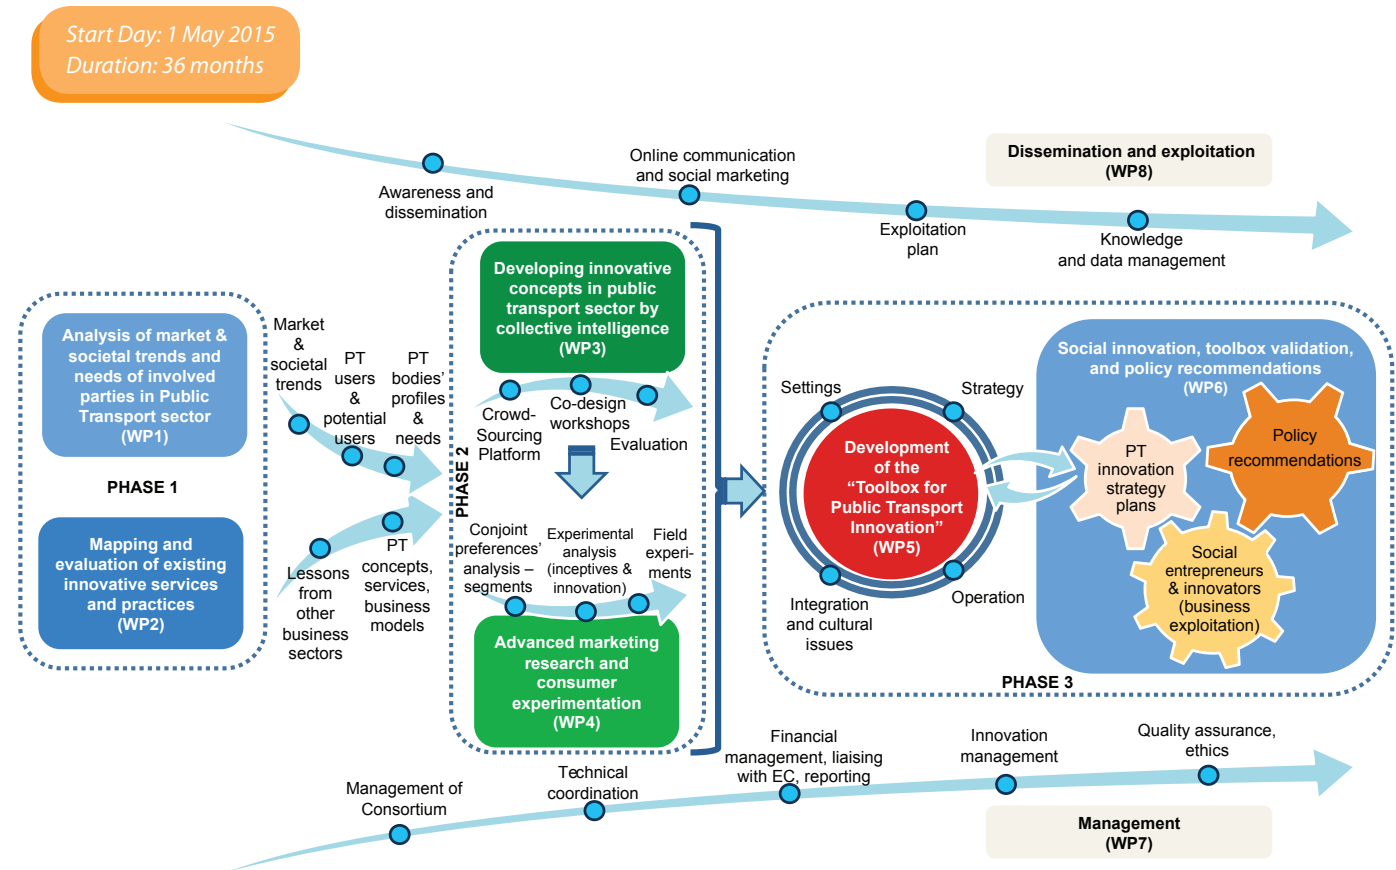 Start Day: 1 May 2015
Duration: 36 months
Awareness and
dissemination
Online communication
and social marketing
Exploitation
plan
Knowledge
and data management
Dissemination and exploitation
(WP8)
Analysis of market &
societal trends and
needs of involved
parties in Public
Transport sector
(WP1)
PHASE 1
Mapping and
evaluation of existing
innovative services
and practices
(WP2)
Market
&
societal
trends
PT
users
&
potential
users
PT
bodies’
profiles
&
needs
Lessons
from
other
business
sectors
PT
concepts,
services,
business
models
PHASE 2
Developing innovative
concepts in public
transport sector by
collective intelligence
(WP3)
Crowd-
Sourcing
Platform
Co-design
workshops
Evaluation
Conjoint
preferences’
analysis –
segments
Experimental
analysis
(inceptives &
innovation)
Field
experi-
ments
Advanced marketing
research and
consumer
experimentation
(WP4)
Settings
Strategy
Development
of the
“Toolbox for
Public Transport
Innovation”
(WP5)
Integration
and cultural
issues
Operation
Social innovation, toolbox validation,
and policy recommendations
(WP6)
PT
innovation
strategy
plans
Policy
recommendations
Social
entrepreneurs
& innovators
(business
exploitation)
PHASE 3
Management of
Consortium
Technical
coordination
Financial
management, liaising
with EC, reporting
Innovation
management
Quality assurance,
ethics
Management
(WP7)